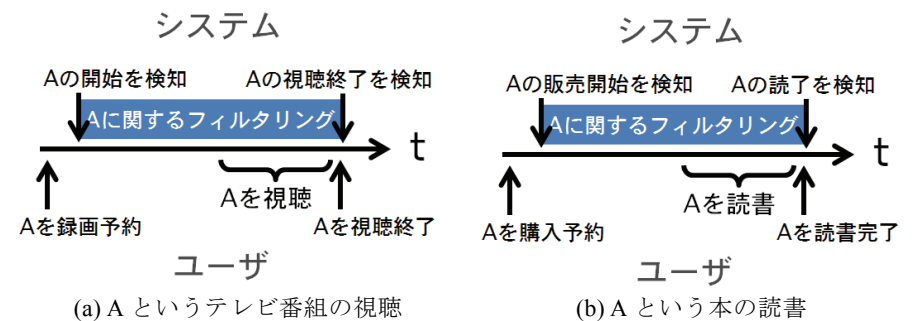 システム
Aの開始を検知
Aの視聴終了を検知
Aに関するフィルタリング
t
Aを視聴
Aを録画予約
Aを視聴終了
ユーザ
(a) A というテレビ番組の視聴
システム
Aの販売開始を検知
Aの読了を検知
Aに関するフィルタリング
t
Aを読書
Aを購入予約
Aを読書完了
ユーザ
(b) A という本の読書